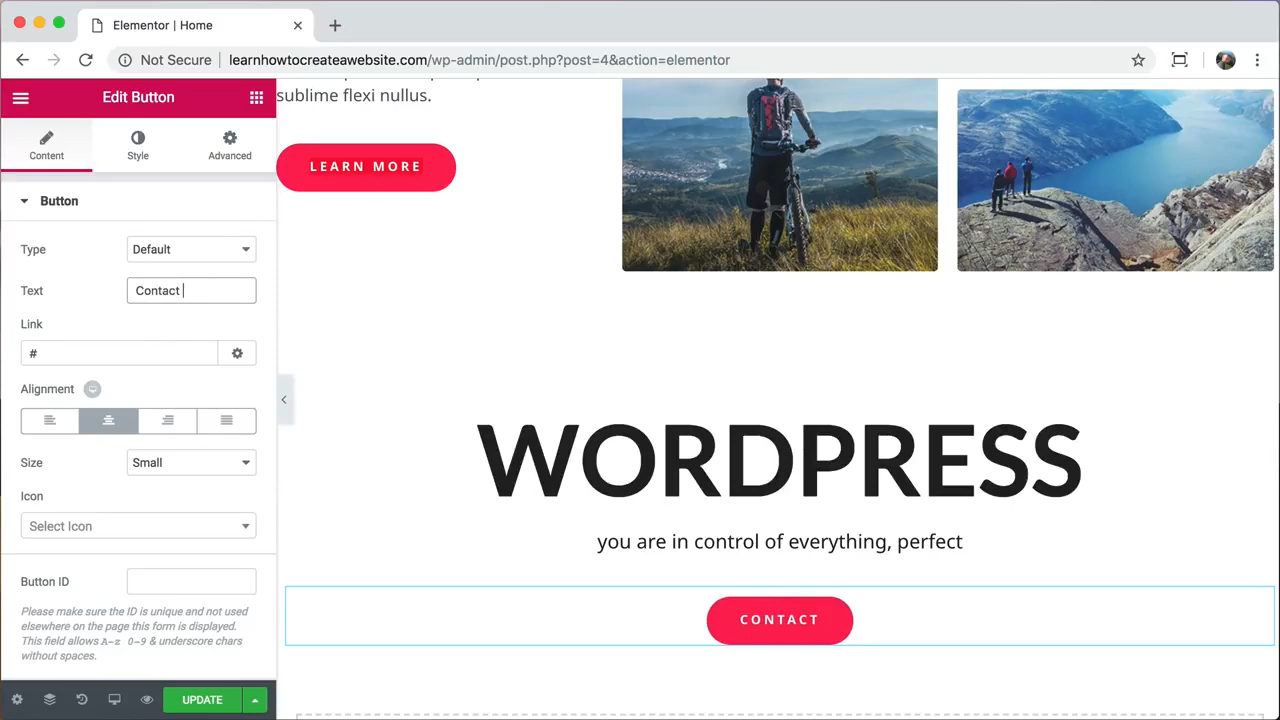 Elementor | Home
Not Secure
learnhowtocreateawebsite.com/wp-admin/post.php?post=4&action=elementor
Edit Button
Content
Style
Advanced
Button
Type
Default
Text
Contact
Link
#
Alignment
Size
Small
Icon
Select Icon
Button ID
Please make sure the ID is unique and not used
elsewhere on the page this form is displayed.
This field allows A-z 0-9 & underscore chars
without spaces.
UPDATE
sublime flexi nullus.
LEARN MORE
WORDPRESS
you are in control of everything, perfect
CONTACT